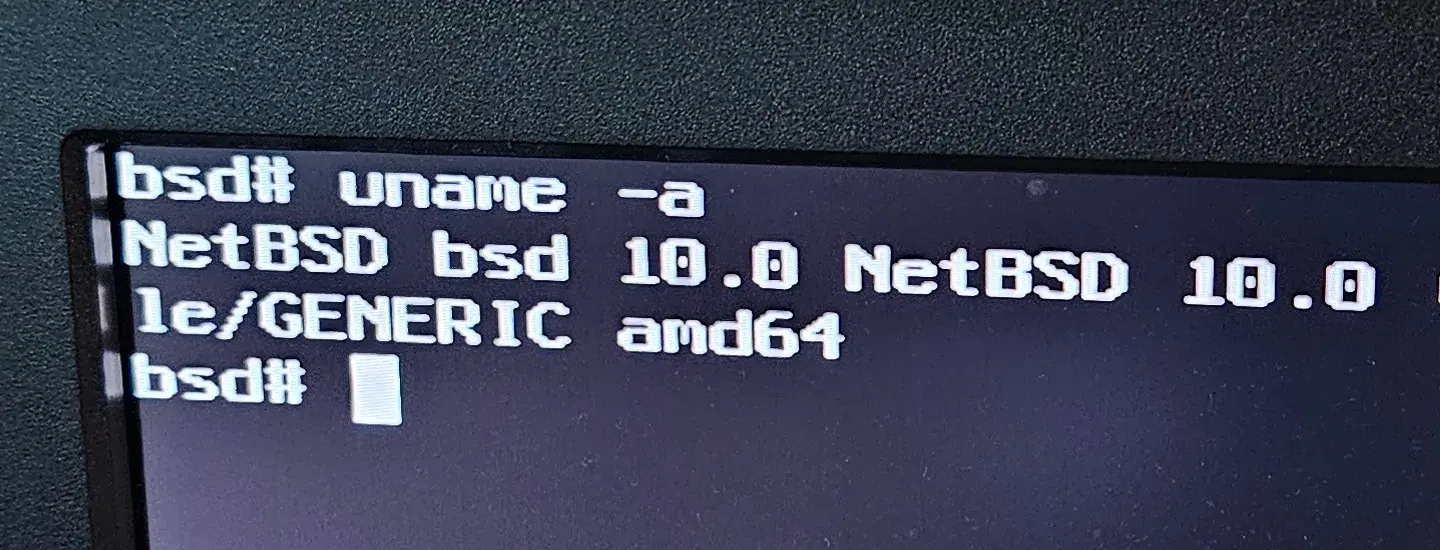 bsd# uname -a
NetBSD bsd 10.0 NetBSD 10.0
le/GENERIC amd64
bsd#